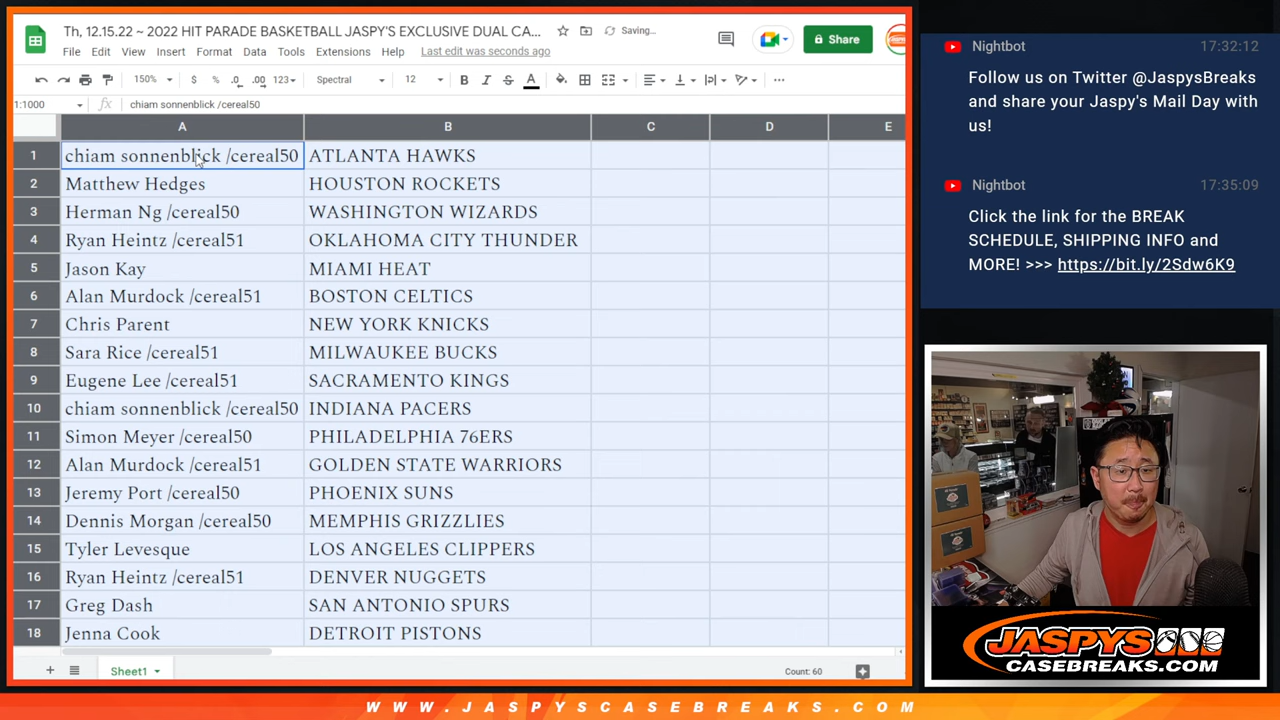 Th, 12.15.22 ~ 2022 HIT PARADE BASKETBALL JASPY'S EXCLUSIVE DUAL CA...
Saving...
Share
File Edit View Insert Format Data Tools Extensions Help Last edit was seconds ago
150% $ % .0 .00 123 Spectral 12 B I S A
1:1000 fx chiam sonnenblick /cereal50
A B C D E
1 chiam sonnenblick /cereal50 ATLANTA HAWKS
2 Matthew Hedges HOUSTON ROCKETS
3 Herman Ng /cereal50 WASHINGTON WIZARDS
4 Ryan Heintz /cereal51 OKLAHOMA CITY THUNDER
5 Jason Kay MIAMI HEAT
6 Alan Murdock /cereal51 BOSTON CELTICS
7 Chris Parent NEW YORK KNICKS
8 Sara Rice /cereal51 MILWAUKEE BUCKS
9 Eugene Lee /cereal51 SACRAMENTO KINGS
10 chiam sonnenblick /cereal50 INDIANA PACERS
11 Simon Meyer /cereal50 PHILADELPHIA 76ERS
12 Alan Murdock /cereal51 GOLDEN STATE WARRIORS
13 Jeremy Port /cereal50 PHOENIX SUNS
14 Dennis Morgan /cereal50 MEMPHIS GRIZZLIES
15 Tyler Levesque LOS ANGELES CLIPPERS
16 Ryan Heintz /cereal51 DENVER NUGGETS
17 Greg Dash SAN ANTONIO SPURS
18 Jenna Cook DETROIT PISTONS
Sheet1 Count: 60
Nightbot 17:32:12
Follow us on Twitter @JaspysBreaks
and share your Jaspy's Mail Day with
us!
Nightbot 17:35:09
Click the link for the BREAK
SCHEDULE, SHIPPING INFO and
MORE! >>> https://bit.ly/2Sdw6K9
JASPYS
CASEBREAKS.COM
WWW.JASPYSCASEBREAKS.COM